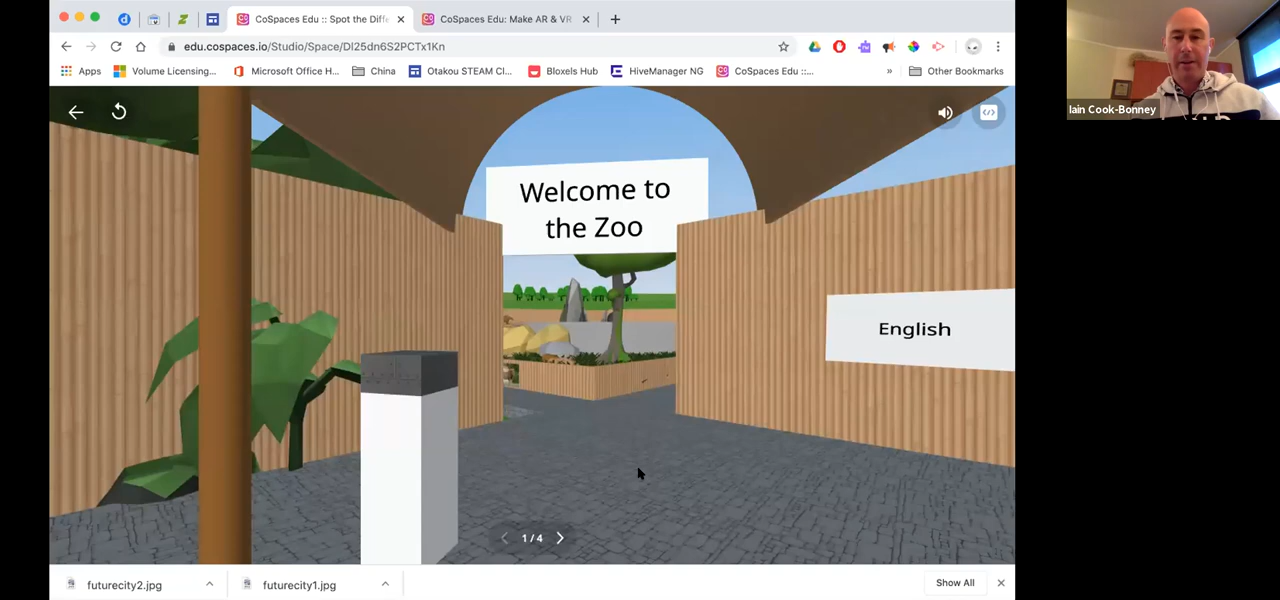 CoSpaces Edu :: Spot the Diffe
CoSpaces Edu: Make AR & VR
edu.cospaces.io/Studio/Space/DI25dn6S2PCTx1Kn
Apps
Volume Licensing...
Microsoft Office H...
China
Otakou STEAM Cl...
Bloxels Hub
HiveManager NG
CoSpaces Edu ::...
»
Other Bookmarks
Iain Cook-Bonney
Welcome to
the Zoo
English
1 / 4
futurecity2.jpg
futurecity1.jpg
Show All